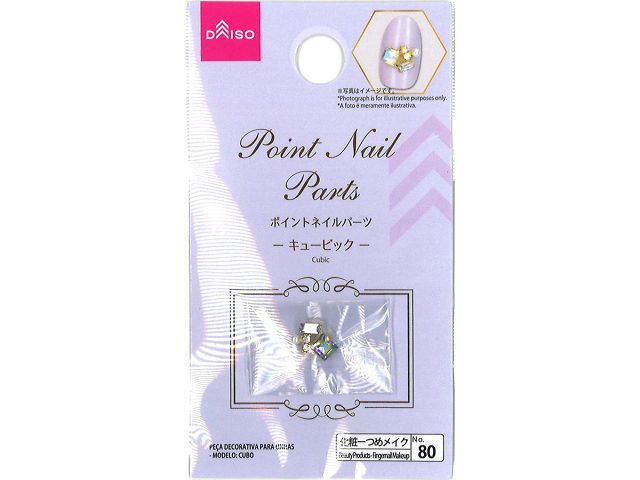 DAISO
※写真はイメージです。
*Photograph is for illustrative purposes only.
*A foto é meramente ilustrativa.
Point Nail
Parts
ポイントネイルパーツ
ー キュービック ー
Cubic
PEÇA DECORATIVA PARA UNHAS
- MODELO: CUBO
化粧ーつめメイク
Beauty Products - Fingernail Makeup
No.
80